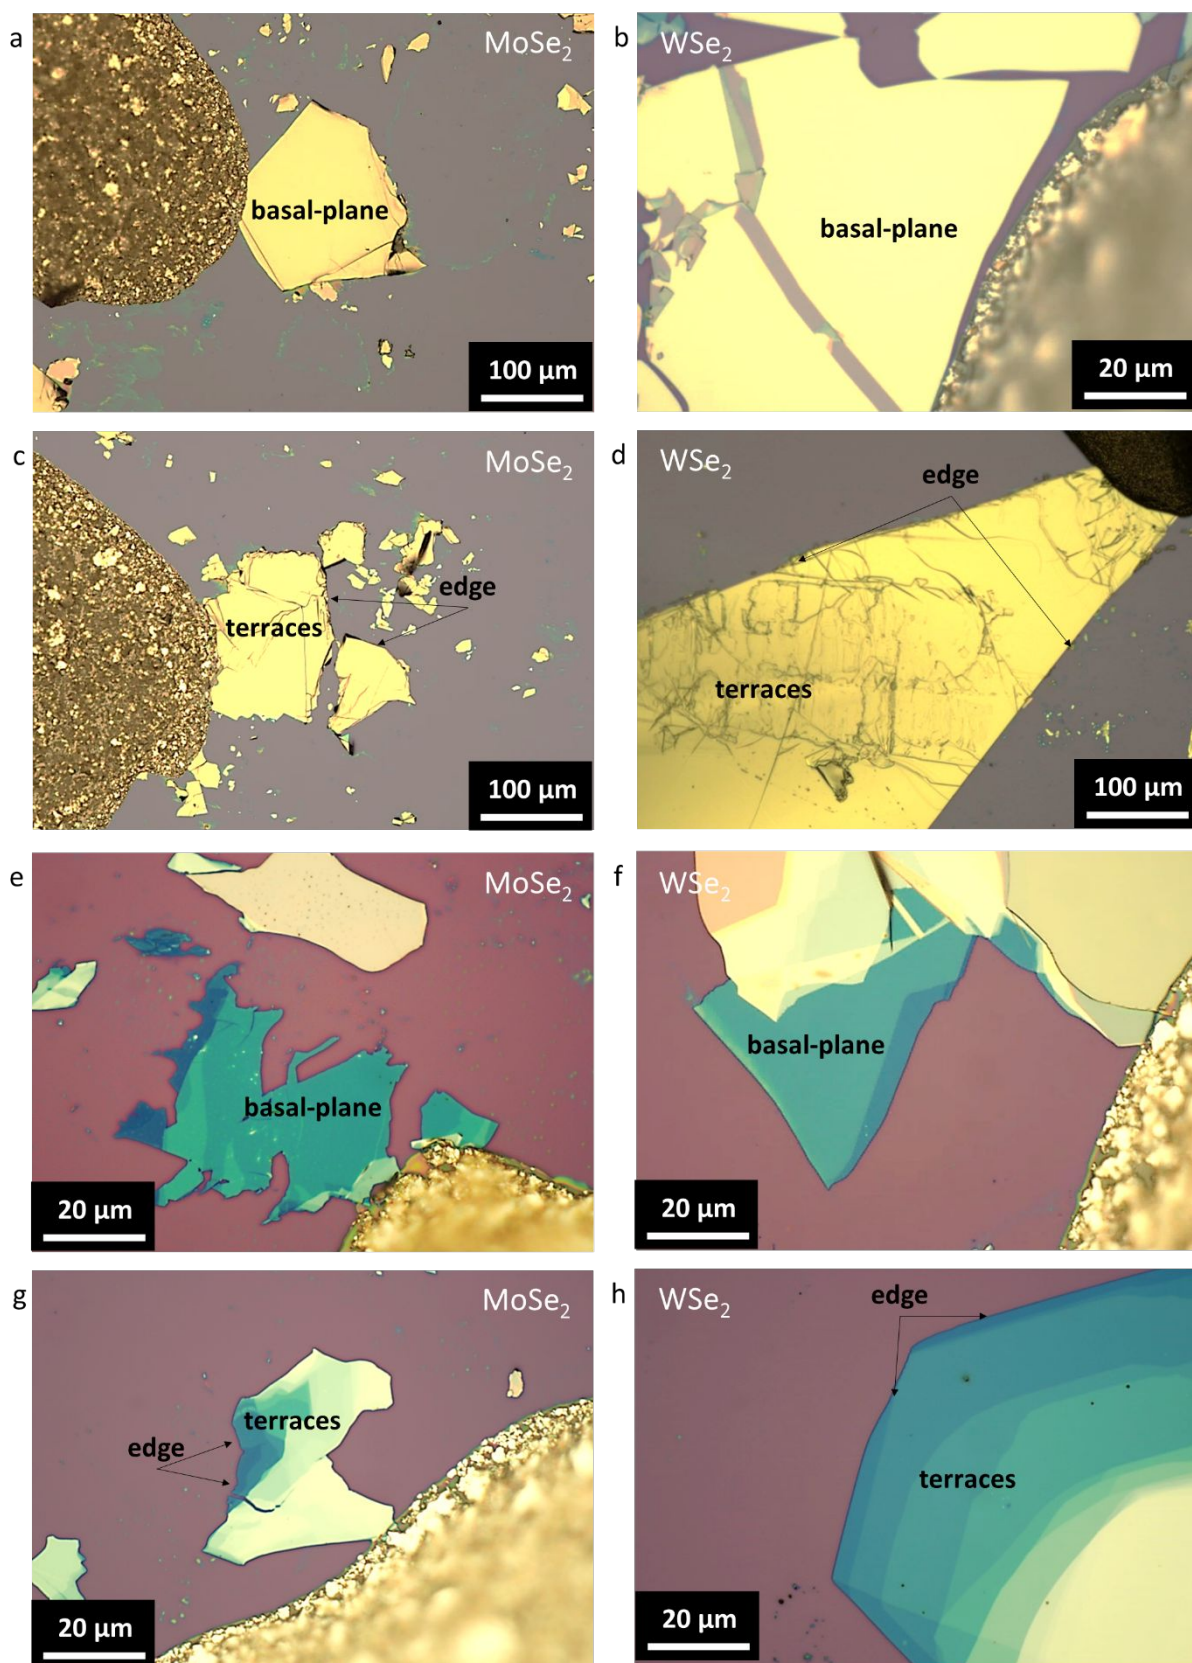 a
MoSe₂
basal-plane
100 μm
b
WSe₂
basal-plane
20 μm
c
MoSe₂
edge
terraces
100 μm
d
WSe₂
edge
terraces
100 μm
e
MoSe₂
basal-plane
20 μm
f
WSe₂
basal-plane
20 μm
g
MoSe₂
terraces
edge
20 μm
h
WSe₂
edge
terraces
20 μm